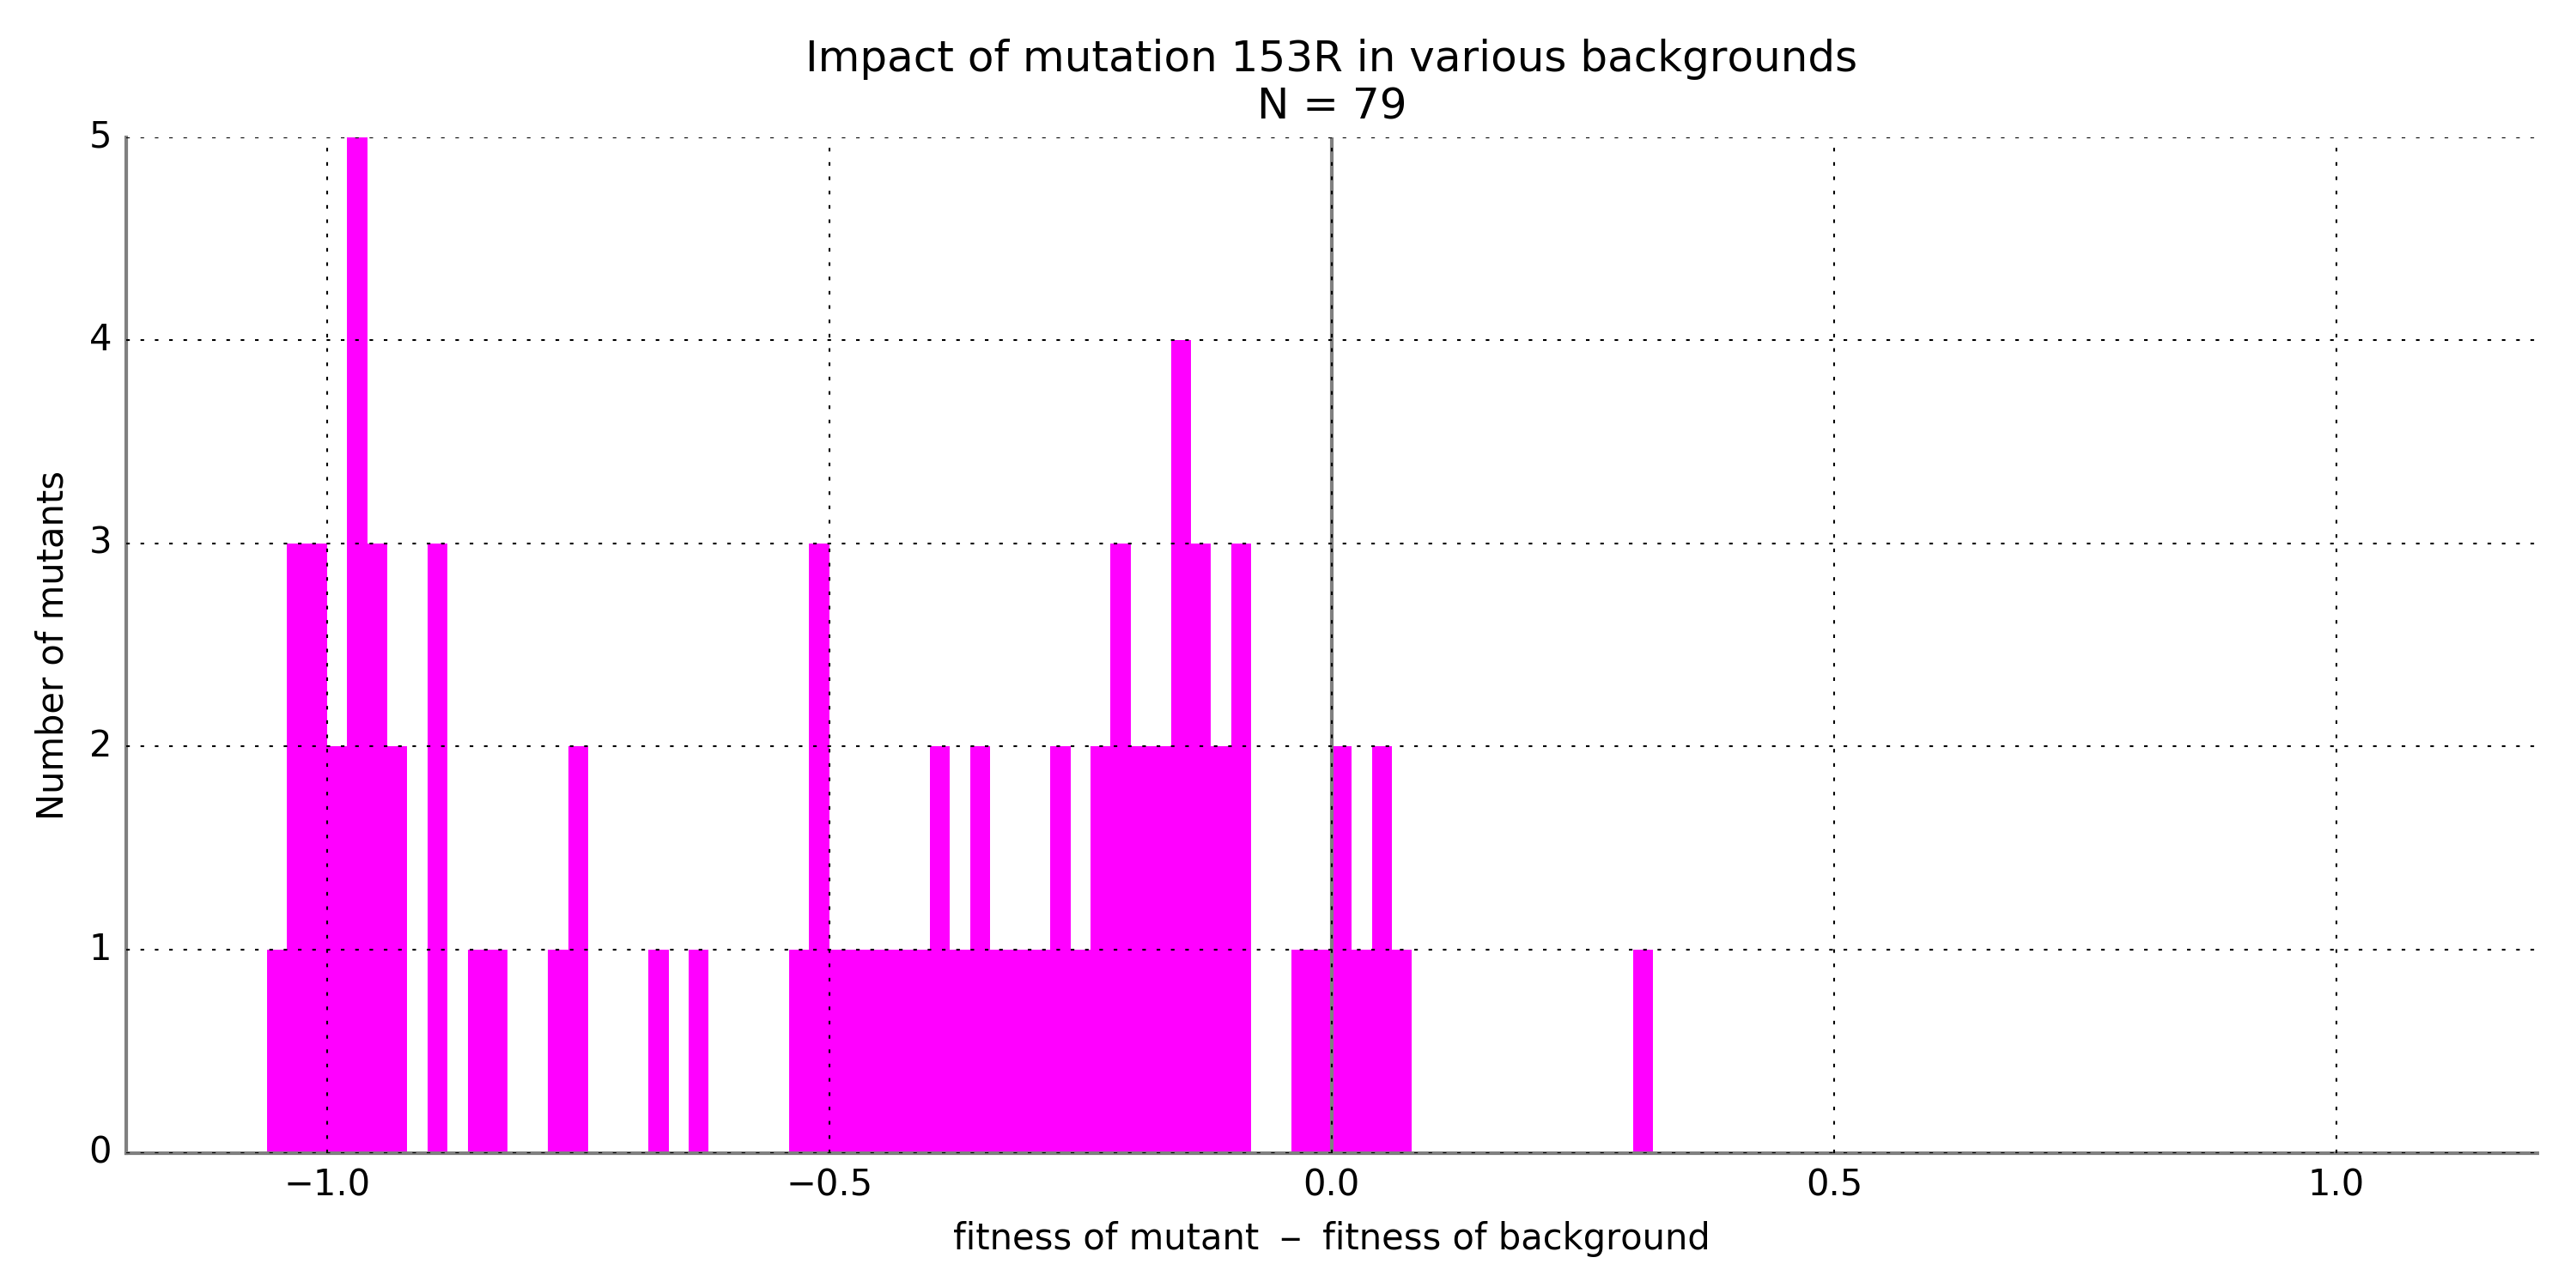 Impact of mutation 153R in various backgrounds
N = 79
5
4
3
2
1
0
Number of mutants
−1.0 −0.5 0.0 0.5 1.0
fitness of mutant – fitness of background